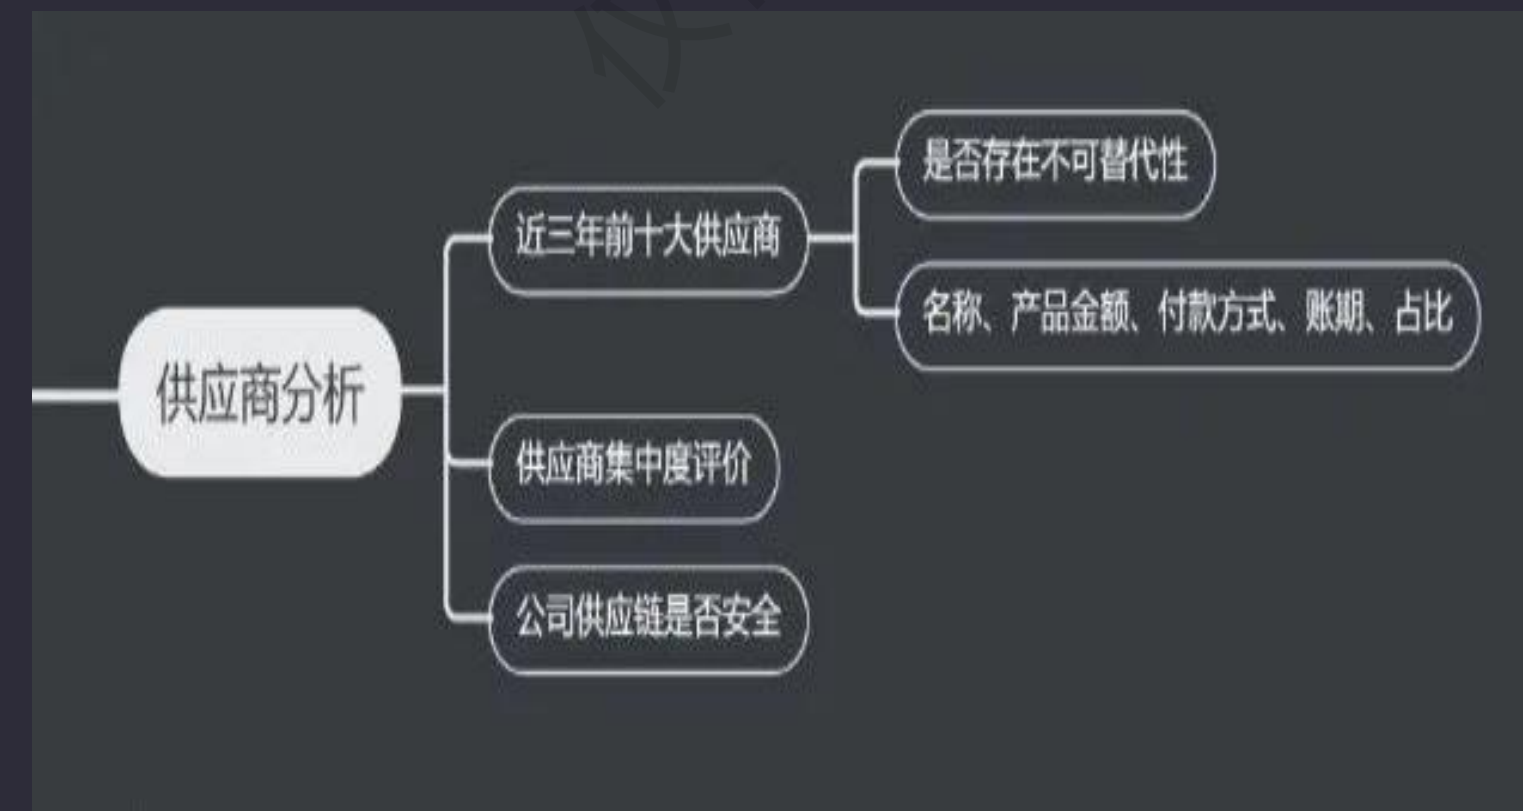 供应商分析
近三年前十大供应商
是否存在不可替代性
名称、产品金额、付款方式、账期、占比
供应商集中度评价
公司供应链是否安全